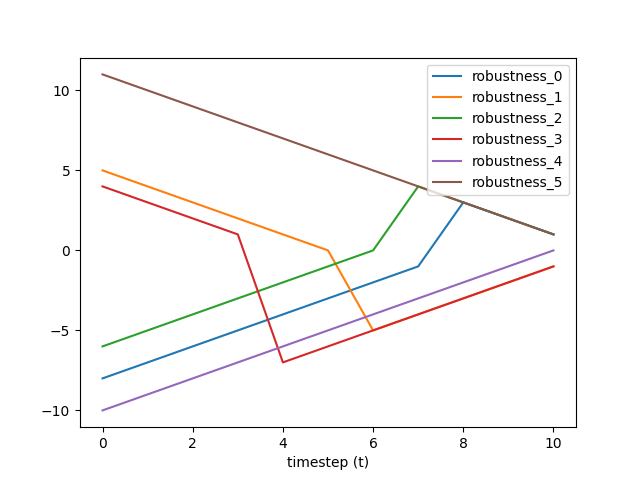 robustness_0
robustness_1
robustness_2
robustness_3
robustness_4
robustness_5
10
5
0
−5
−10
0 2 4 6 8 10
timestep (t)